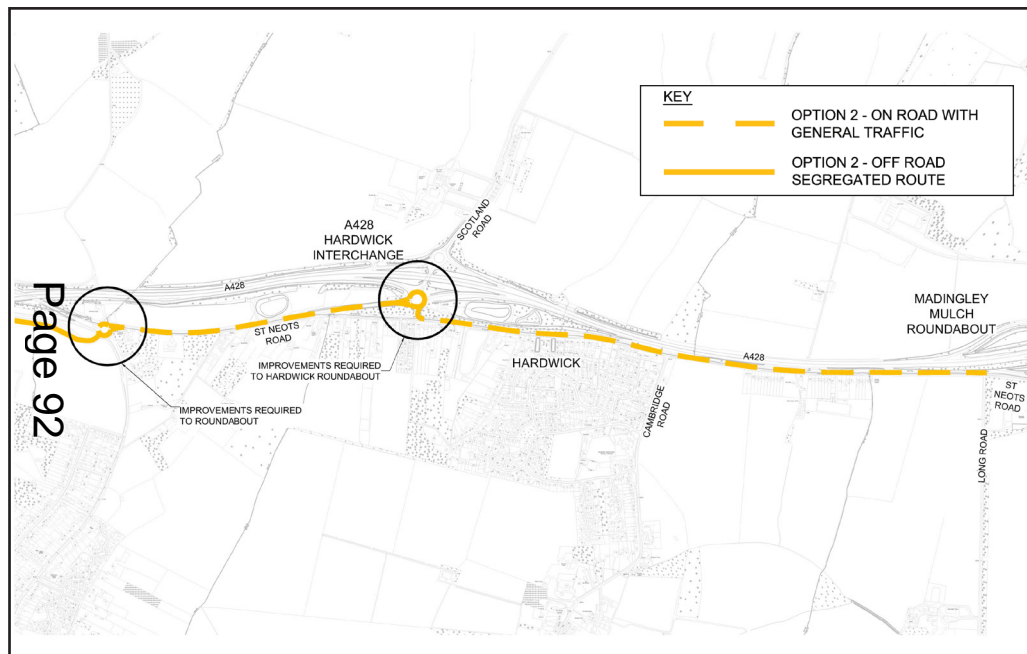 KEY
OPTION 2 - ON ROAD WITH
GENERAL TRAFFIC
OPTION 2 - OFF ROAD
SEGREGATED ROUTE
SCOTLAND
ROAD
A428
HARDWICK
INTERCHANGE
A428
MADINGLEY
MULCH
ROUNDABOUT
Page 92
ST NEOTS
ROAD
IMPROVEMENTS REQUIRED
TO HARDWICK ROUNDABOUT
HARDWICK
A428
ST
NEOTS
ROAD
CAMBRIDGE
ROAD
IMPROVEMENTS REQUIRED
TO ROUNDABOUT
LONG ROAD